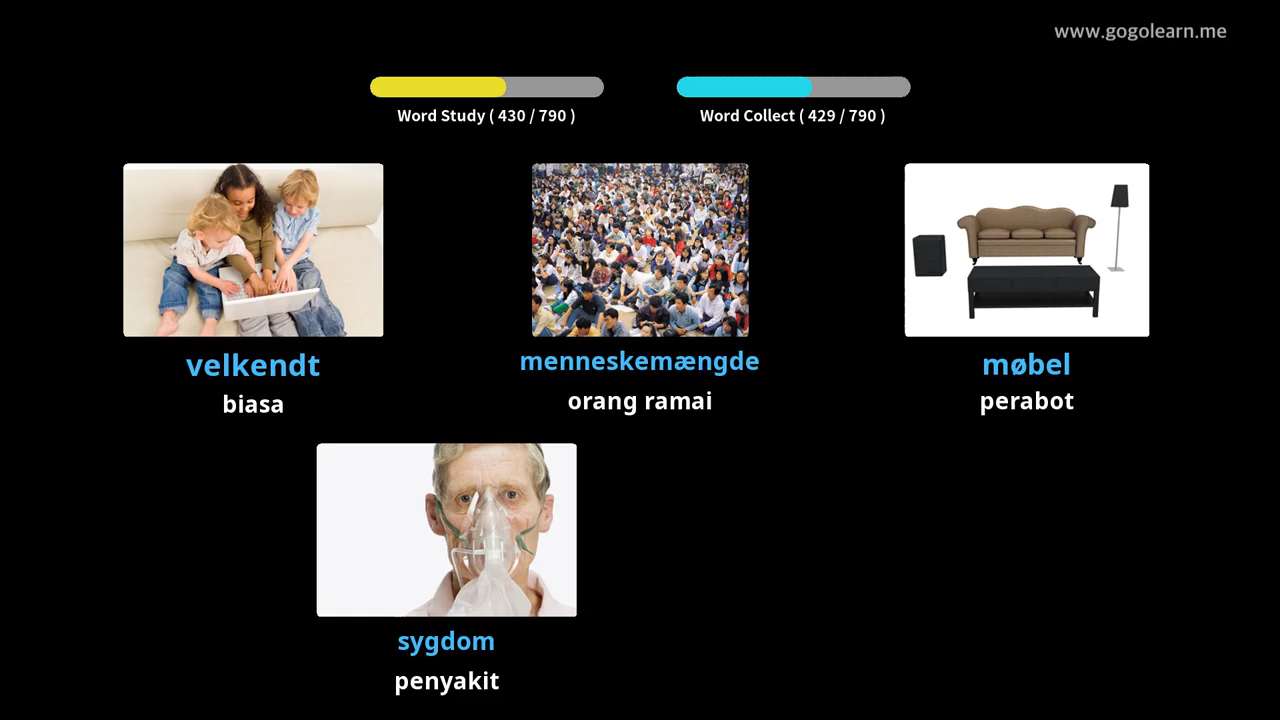 www.gogolearn.me
Word Study ( 430 / 790 )
Word Collect ( 429 / 790 )
velkendt
biasa
menneskemængde
orang ramai
møbel
perabot
sygdom
penyakit